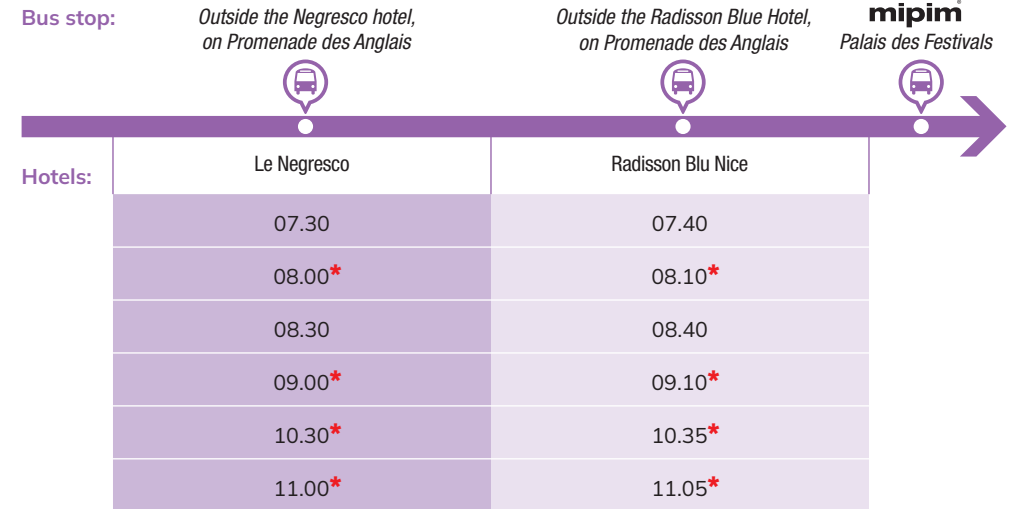 Bus stop:
Outside the Negresco hotel,
on Promenade des Anglais
Outside the Radisson Blue Hotel,
on Promenade des Anglais
mipim
Palais des Festivals
Hotels:
Le Negresco Radisson Blu Nice
07.30 07.40
08.00* 08.10*
08.30 08.40
09.00* 09.10*
10.30* 10.35*
11.00* 11.05*